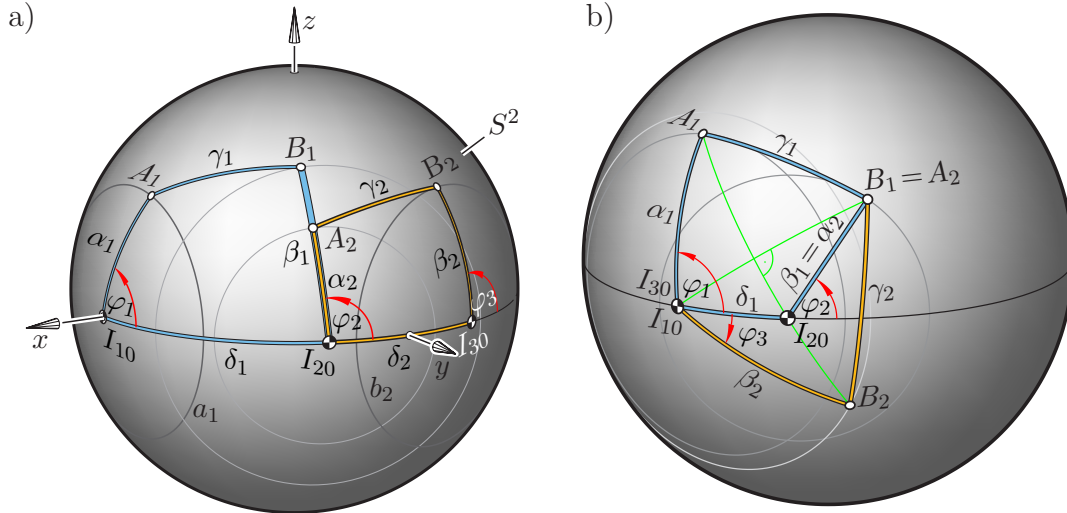 a)
z
S²
A₁
γ₁
B₁
γ₂
B₂
α₁
β₁
A₂
α₂
β₂
φ₁
φ₂
φ₃
x
I₁₀
δ₁
I₂₀
δ₂
y
I₃₀
a₁
b₂
b)
A₁
γ₁
B₁ = A₂
α₁
β₁ = α₂
γ₂
I₃₀
φ₁
δ₁
φ₂
I₁₀
φ₃
I₂₀
β₂
B₂